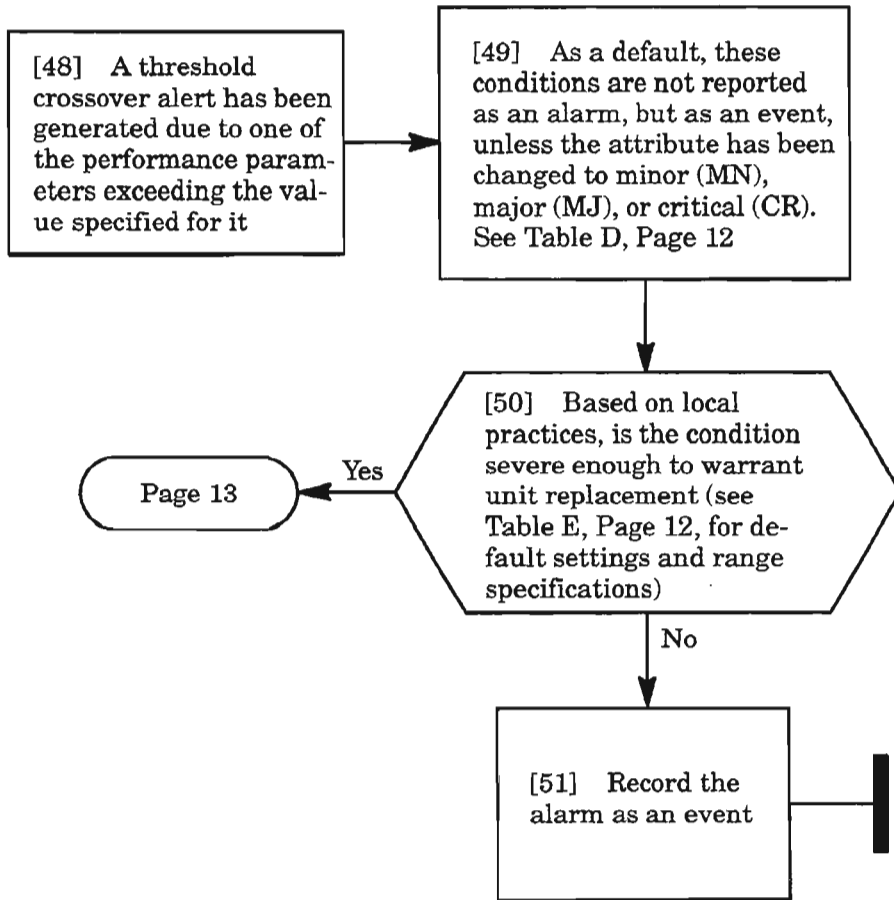 [48] A threshold
crossover alert has been
generated due to one of
the performance param-
eters exceeding the val-
ue specified for it
[49] As a default, these
conditions are not reported
as an alarm, but as an event,
unless the attribute has been
changed to minor (MN),
major (MJ), or critical (CR).
See Table D, Page 12
[50] Based on local
practices, is the condition
severe enough to warrant
unit replacement (see
Table E, Page 12, for de-
fault settings and range
specifications)
Yes
Page 13
No
[51] Record the
alarm as an event